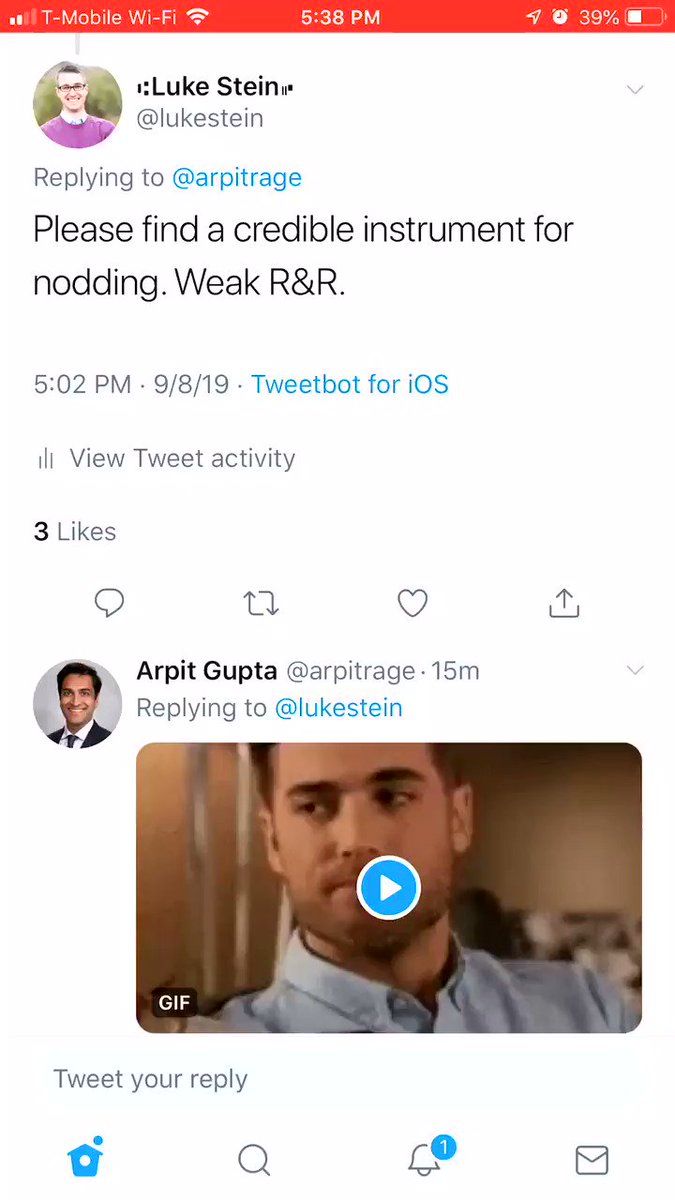 T-Mobile Wi-Fi 5:38 PM 39%
⑆Luke Stein⑈
@lukestein
Replying to @arpitrage
Please find a credible instrument for
nodding. Weak R&R.
5:02 PM · 9/8/19 · Tweetbot for iOS
View Tweet activity
3 Likes
Arpit Gupta @arpitrage · 15m
Replying to @lukestein
GIF
Tweet your reply
1